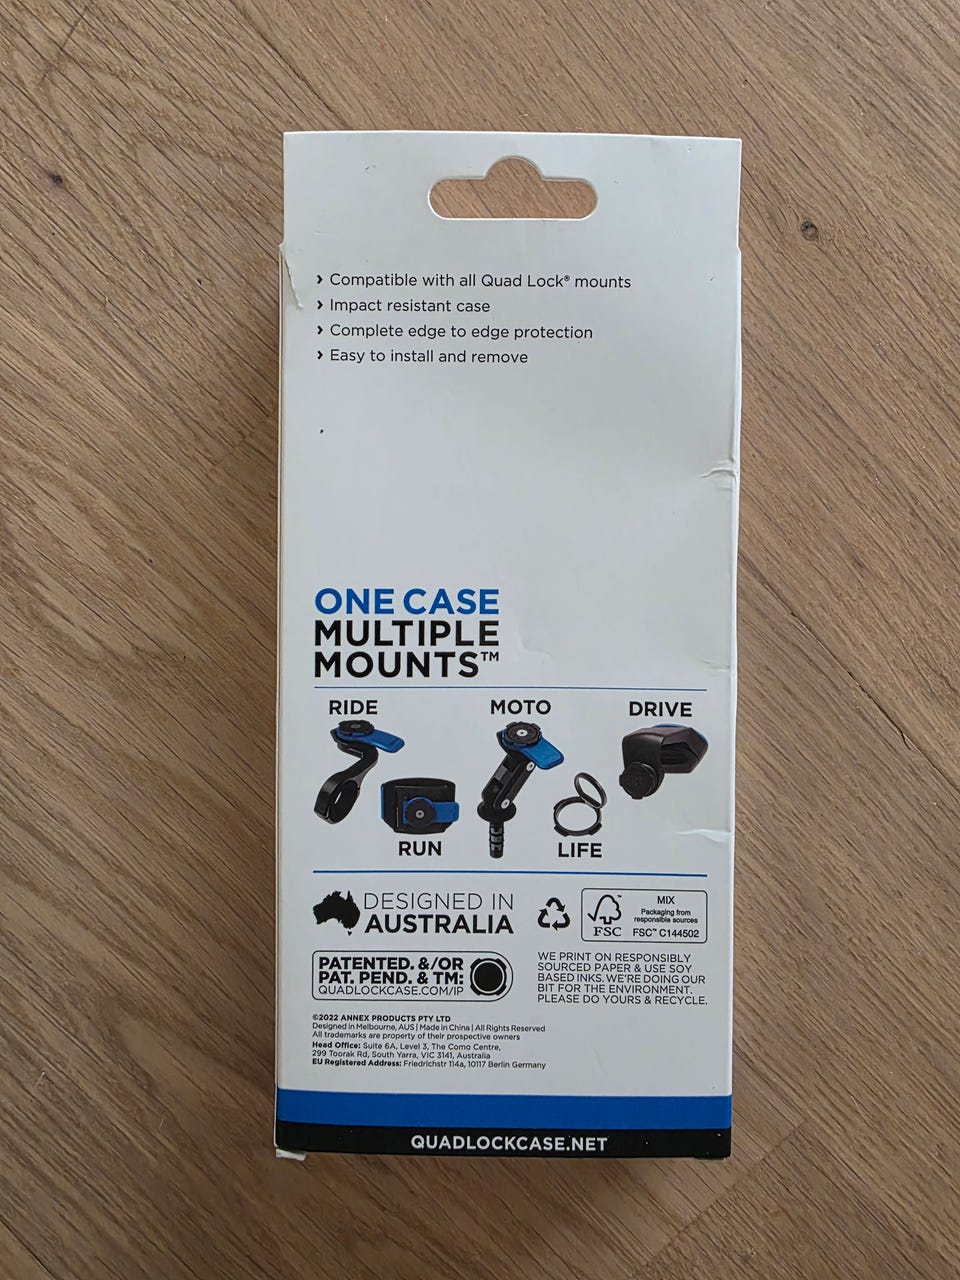 › Compatible with all Quad Lock® mounts
› Impact resistant case
› Complete edge to edge protection
› Easy to install and remove
ONE CASE
MULTIPLE
MOUNTS™
RIDE
MOTO
DRIVE
RUN
LIFE
DESIGNED IN
AUSTRALIA
FSC
MIX
Packaging from
responsible sources
FSC™ C144502
PATENTED. &/OR
PAT. PEND. & TM:
QUADLOCKCASE.COM/IP
WE PRINT ON RESPONSIBLY
SOURCED PAPER & USE SOY
BASED INKS. WE'RE DOING OUR
BIT FOR THE ENVIRONMENT.
PLEASE DO YOURS & RECYCLE.
©2022 ANNEX PRODUCTS PTY LTD
Designed in Melbourne, AUS | Made in China | All Rights Reserved
All trademarks are property of their prospective owners
Head Office: Suite 6A, Level 3, The Como Centre,
299 Toorak Rd, South Yarra, VIC 3141, Australia
EU Registered Address: Friedrichstr 114a, 10117 Berlin Germany
QUADLOCKCASE.NET